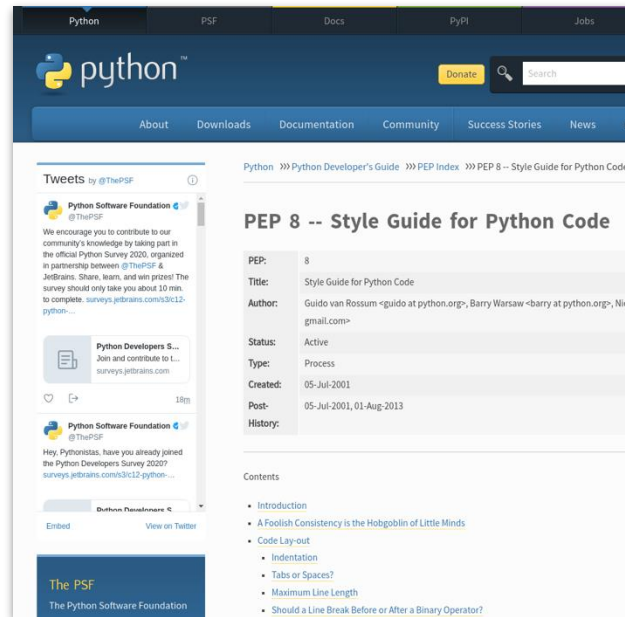 Python PSF Docs PyPI Jobs
python™
Donate Search
About Downloads Documentation Community Success Stories News
Tweets by @ThePSF
Python Software Foundation
@ThePSF
We encourage you to contribute to our
community's knowledge by taking part in
the official Python Survey 2020, organized
in partnership between @ThePSF &
JetBrains. Share, learn, and win prizes! The
survey should only take you about 10 min.
to complete. surveys.jetbrains.com/s3/c12-
python-…
Python Developers S...
Join and contribute to t...
surveys.jetbrains.com
18m
Python Software Foundation
@ThePSF
Hey, Pythonistas, have you already joined
the Python Developers Survey 2020?
surveys.jetbrains.com/s3/c12-python-…
Python Developers S
Embed View on Twitter
The PSF
The Python Software Foundation
Python >>> Python Developer's Guide >>> PEP Index >>> PEP 8 -- Style Guide for Python Code
PEP 8 -- Style Guide for Python Code
PEP: 8
Title: Style Guide for Python Code
Author: Guido van Rossum <guido at python.org>, Barry Warsaw <barry at python.org>, Ni
gmail.com>
Status: Active
Type: Process
Created: 05-Jul-2001
Post-History: 05-Jul-2001, 01-Aug-2013
Contents
Introduction
A Foolish Consistency is the Hobgoblin of Little Minds
Code Lay-out
Indentation
Tabs or Spaces?
Maximum Line Length
Should a Line Break Before or After a Binary Operator?